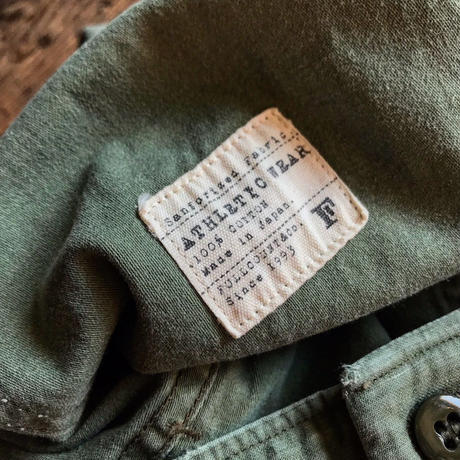 Sanforized Fabric.
ATHLETIC WEAR
100% COTTON
Made in Japan.
FULLCOUNT&co.
Since 1993
F